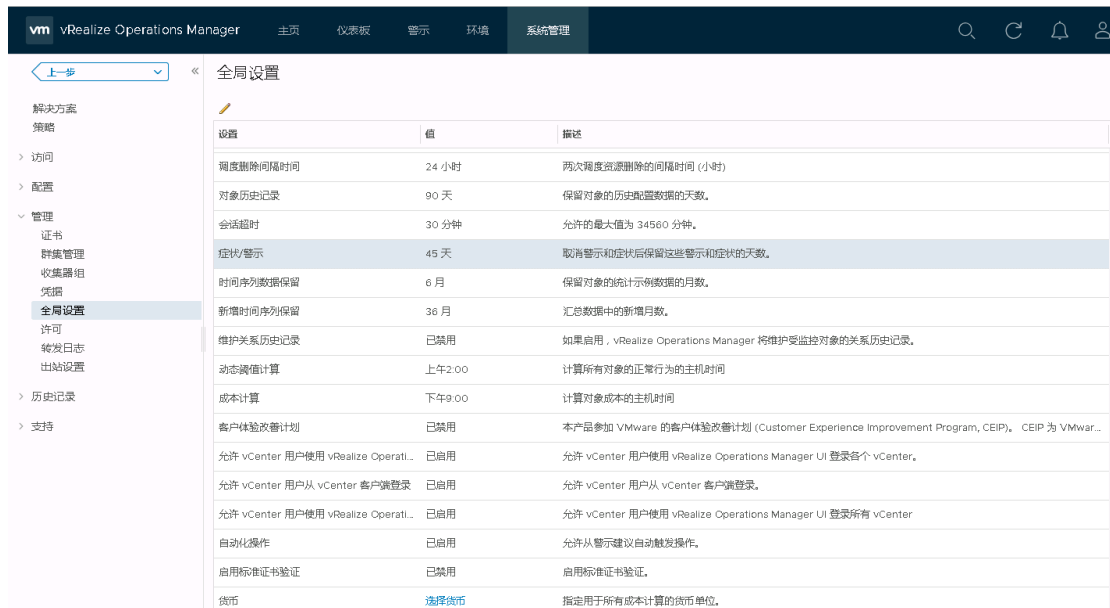 vm vRealize Operations Manager 主页 仪表板 警示 环境 系统管理
上一步 « 全局设置
解决方案
策略
访问
配置
管理
证书
群集管理
收集器组
凭据
全局设置
许可
转发日志
出站设置
历史记录
支持
设置 值 描述
调度删除间隔时间 24 小时 两次调度资源删除的间隔时间 (小时)
对象历史记录 90 天 保留对象的历史配置数据的天数。
会话超时 30 分钟 允许的最大值为 34560 分钟。
症状/警示 45 天 取消警示和症状后保留这些警示和症状的天数。
时间序列数据保留 6 月 保留对象的统计示例数据的月数。
新增时间序列保留 36 月 汇总数据中的新增月数。
维护关系历史记录 已禁用 如果启用，vRealize Operations Manager 将维护受监控对象的关系历史记录。
动态阈值计算 上午2:00 计算所有对象的正常行为的主机时间
成本计算 下午9:00 计算对象成本的主机时间
客户体验改善计划 已禁用 本产品参加 VMware 的客户体验改善计划 (Customer Experience Improvement Program, CEIP)。 CEIP 为 VMwar...
允许 vCenter 用户使用 vRealize Operati... 已启用 允许 vCenter 用户使用 vRealize Operations Manager UI 登录各个 vCenter。
允许 vCenter 用户从 vCenter 客户端登录 已启用 允许 vCenter 用户从 vCenter 客户端登录。
允许 vCenter 用户使用 vRealize Operati... 已启用 允许 vCenter 用户使用 vRealize Operations Manager UI 登录所有 vCenter
自动化操作 已启用 允许从警示建议自动触发操作。
启用标准证书验证 已禁用 启用标准证书验证。
货币 选择货币 指定用于所有成本计算的货币单位。